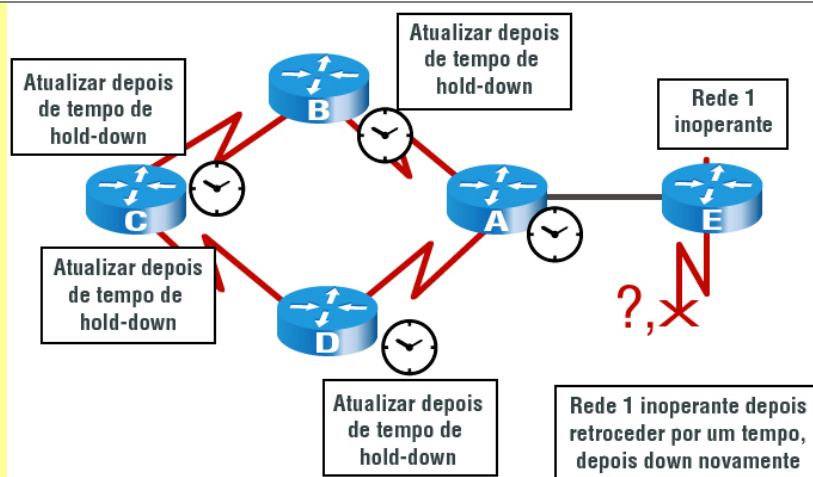 Atualizar depois
de tempo de
hold-down
B
Atualizar depois
de tempo de
hold-down
Rede 1
inoperante
C
A
E
Atualizar depois
de tempo de
hold-down
D
?,X
Atualizar depois
de tempo de
hold-down
Rede 1 inoperante depois
retroceder por um tempo,
depois down novamente